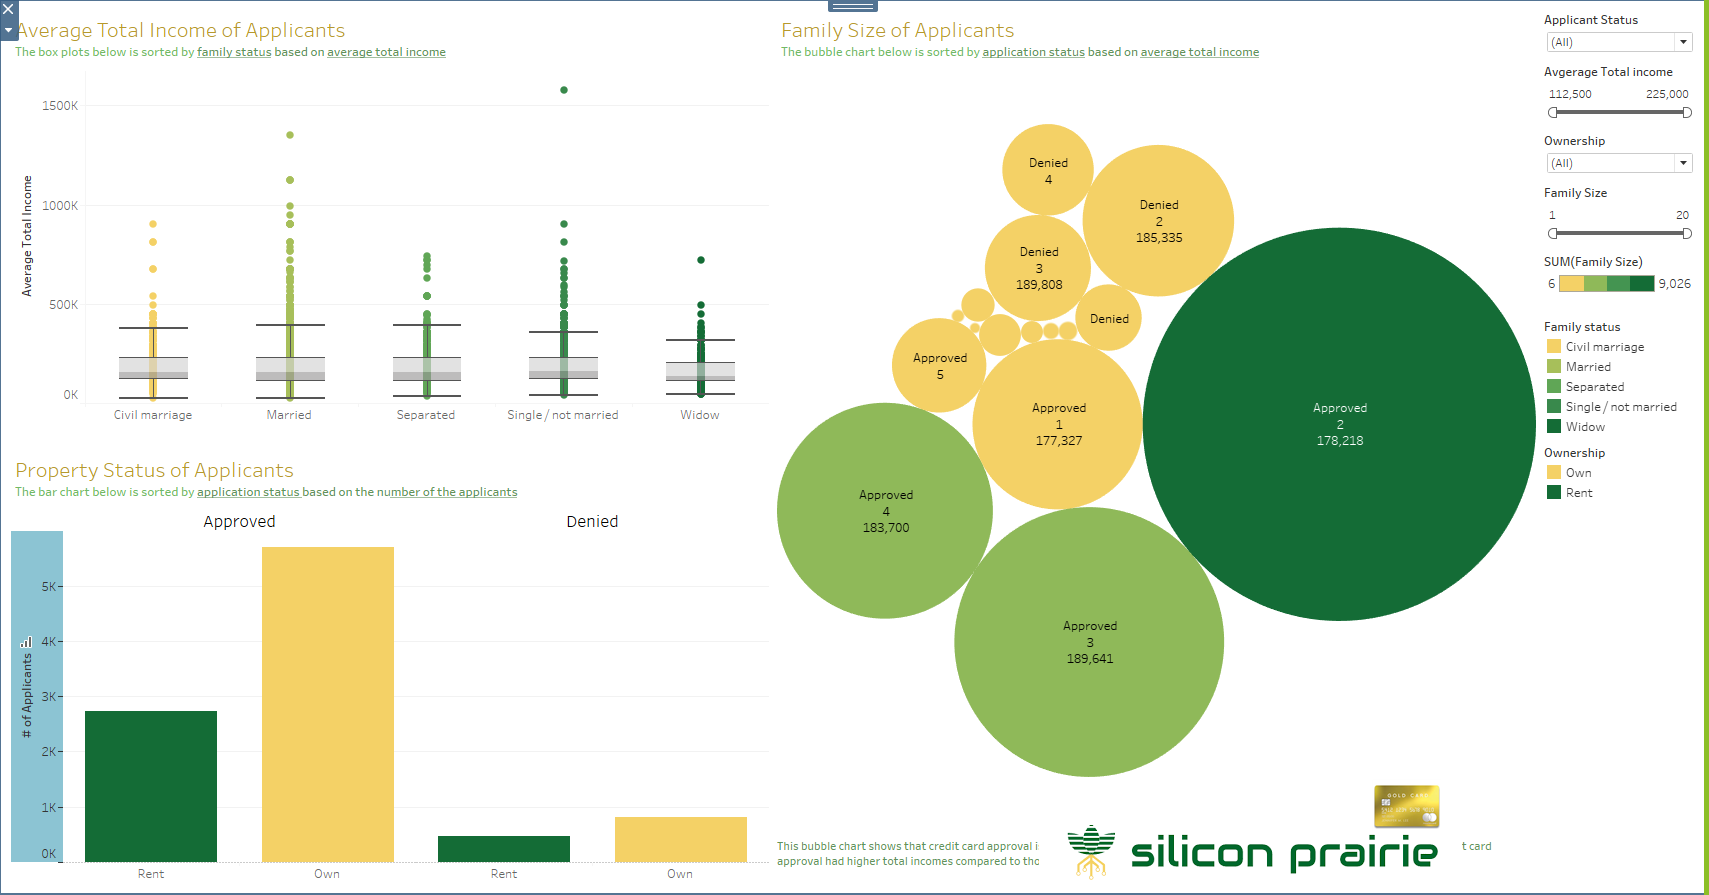 Average Total Income of Applicants
The box plots below is sorted by family status based on average total income
Average Total Income
1500K
1000K
500K
0K
Civil marriage
Married
Separated
Single / not married
Widow
Property Status of Applicants
The bar chart below is sorted by application status based on the number of the applicants
Approved
Denied
# of Applicants
5K
4K
3K
2K
1K
0K
Rent
Own
Rent
Own
Family Size of Applicants
The bubble chart below is sorted by application status based on average total income
Denied
4
Denied
2
185,335
Denied
3
189,808
Denied
Approved
5
Approved
1
177,327
Approved
2
178,218
Approved
4
183,700
Approved
3
189,641
This bubble chart shows that credit card approval
t card
approval had higher total incomes compared to
GOLD CARD
silicon prairie
Applicant Status
(All)
Avgerage Total income
112,500
225,000
Ownership
(All)
Family Size
1
20
SUM(Family Size)
6
9,026
Family status
Civil marriage
Married
Separated
Single / not married
Widow
Ownership
Own
Rent